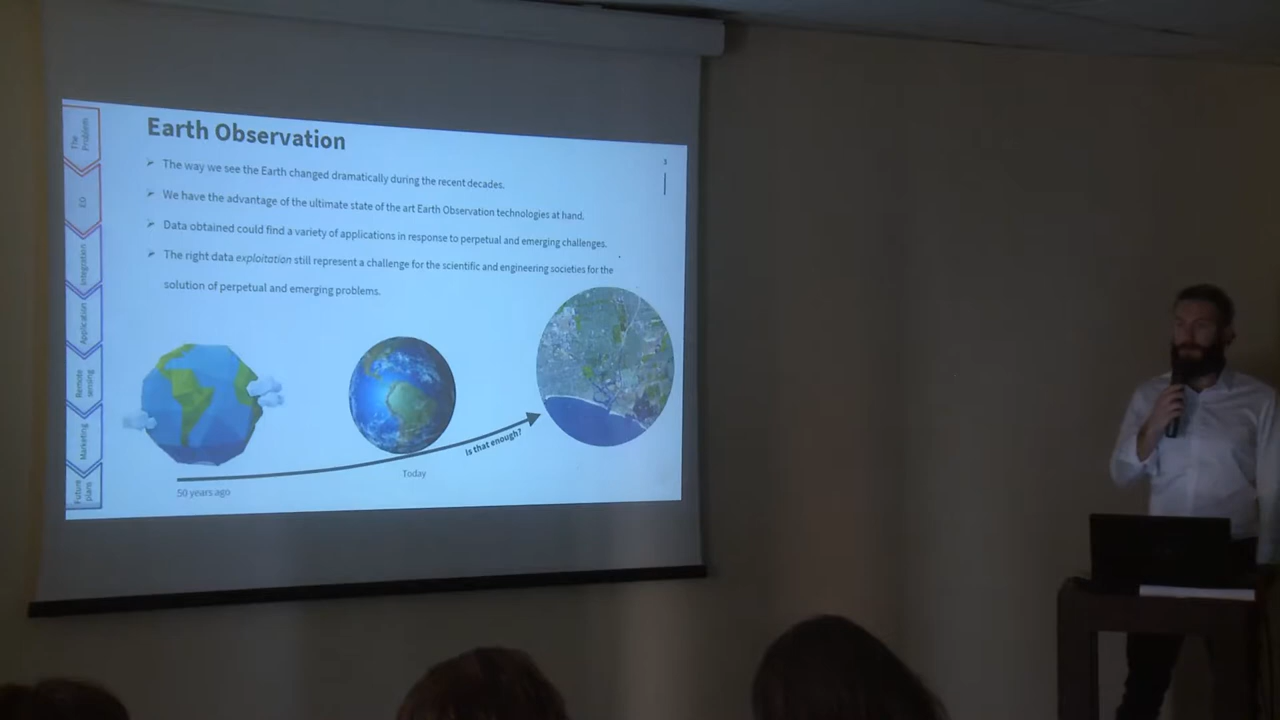 Earth Observation
3
The way we see the Earth changed dramatically during the recent decades.
We have the advantage of the ultimate state of the art Earth Observation technologies at hand.
Data obtained could find a variety of applications in response to perpetual and emerging challenges.
The right data exploitation still represent a challenge for the scientific and engineering societies for the
solution of perpetual and emerging problems.
50 years ago
Today
Is that enough?
The
Problem
EO
Integration
Application
Remote
sensing
Marketing
Future
plans